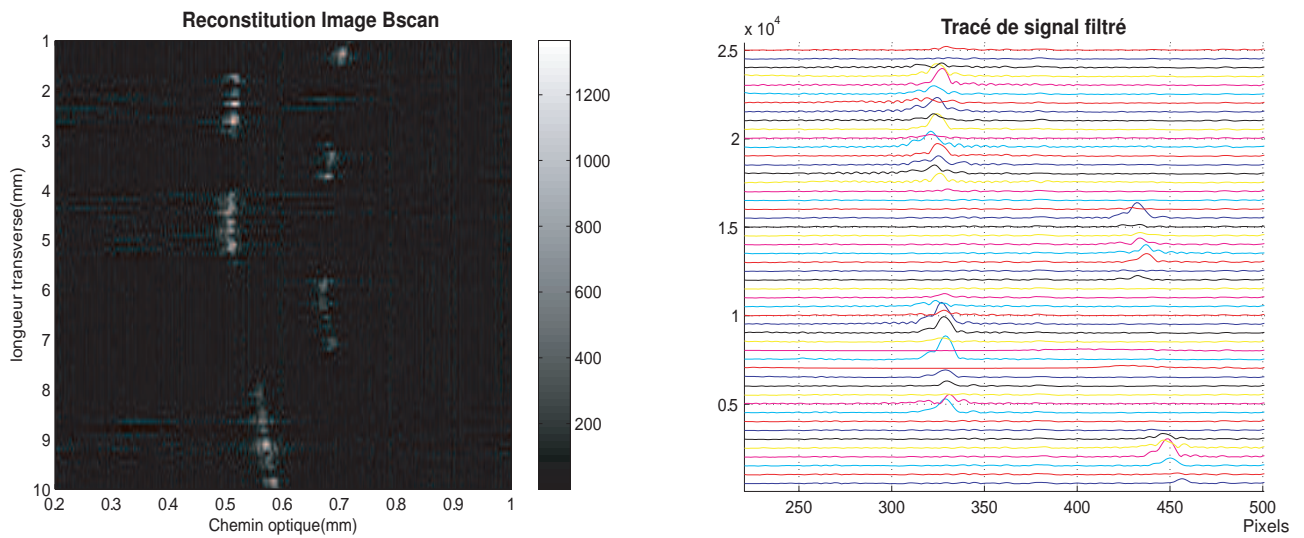 Reconstitution Image Bscan
1
2
3
4
5
6
7
8
9
10
longueur transverse(mm)
0.2 0.3 0.4 0.5 0.6 0.7 0.8 0.9 1
Chemin optique(mm)
1200
1000
800
600
400
200
Tracé de signal filtré
x 10^4
2.5
2
1.5
1
0.5
250 300 350 400 450 500
Pixels